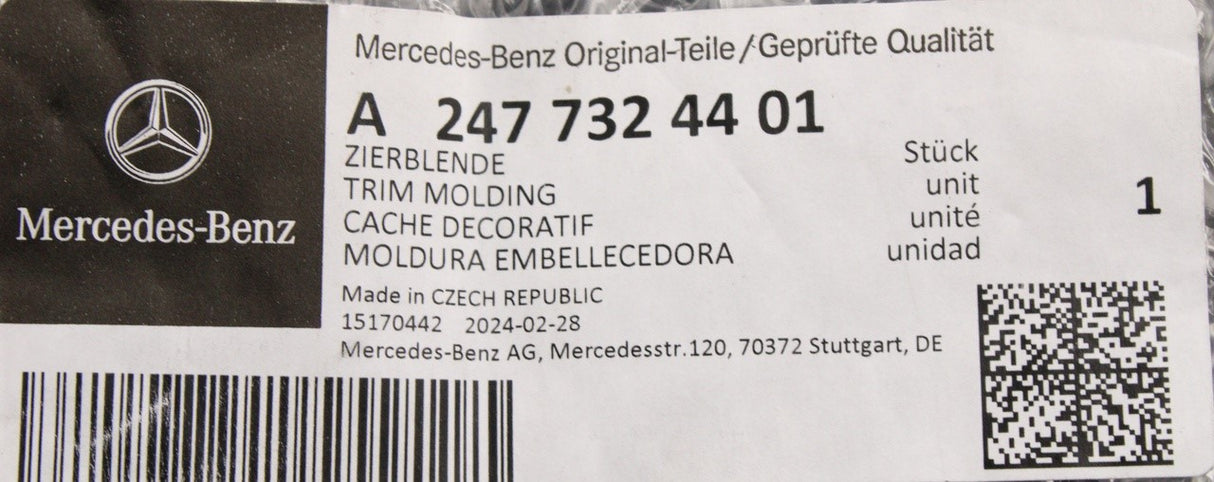 Mercedes-Benz
Mercedes-Benz Original-Teile/Geprüfte Qualität
A 247 732 44 01
ZIERBLENDE Stück
TRIM MOLDING unit
CACHE DECORATIF unité
MOLDURA EMBELLECEDORA unidad
1
Made in CZECH REPUBLIC
15170442 2024-02-28
Mercedes-Benz AG, Mercedesstr.120, 70372 Stuttgart, DE